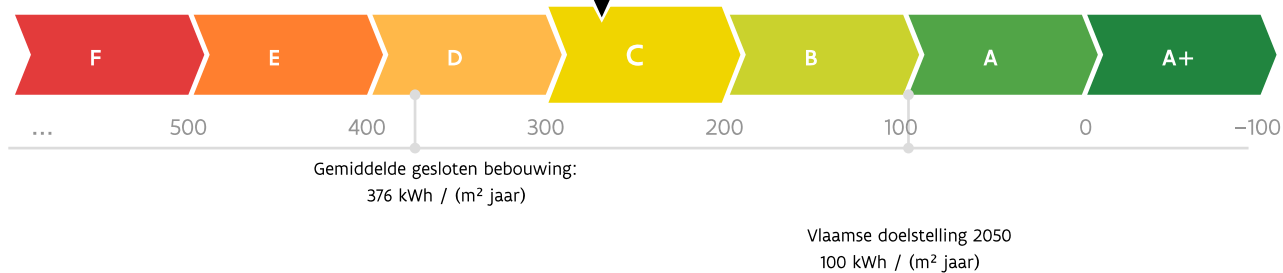 F E D C B A A+
... 500 400 300 200 100 0 −100
Gemiddelde gesloten bebouwing:
376 kWh / (m² jaar)
Vlaamse doelstelling 2050
100 kWh / (m² jaar)